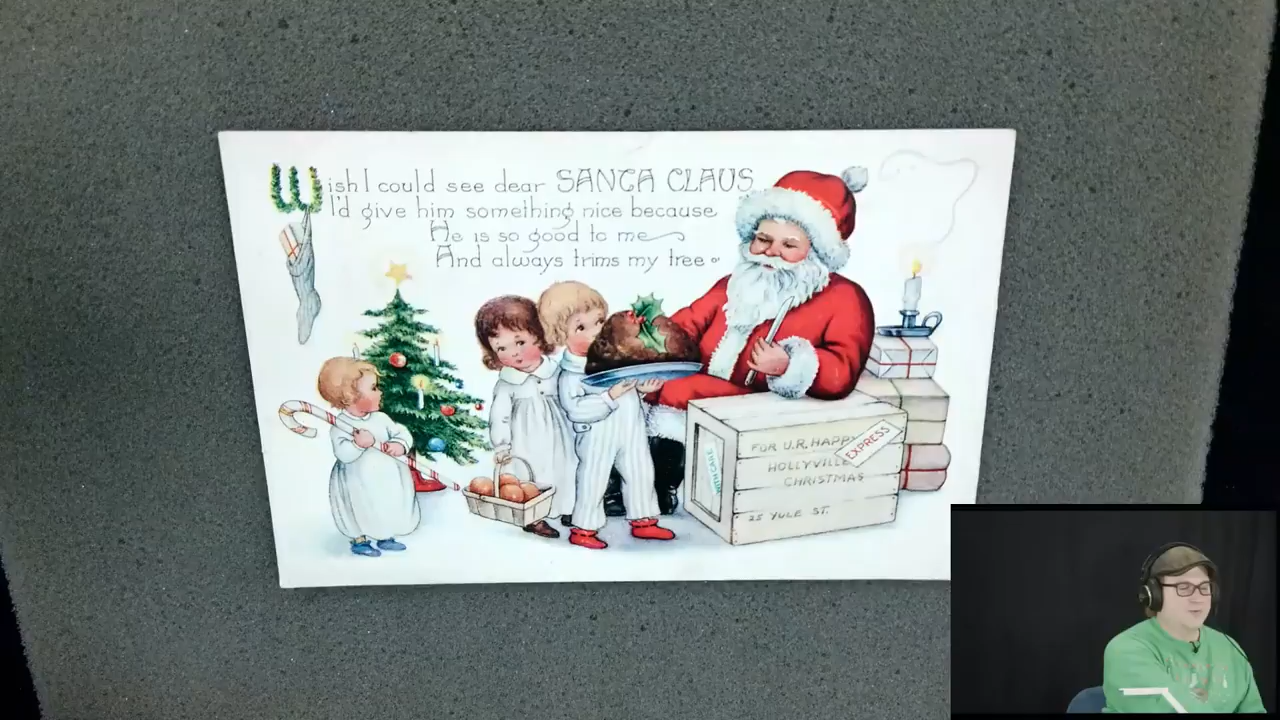 Wish I could see dear SANTA CLAUS
I'd give him something nice because
He is so good to me
And always trims my tree
FOR U.R. HAPPY
EXPRESS
HOLLYVILLE
CHRISTMAS
WITH CARE
25 YULE ST.